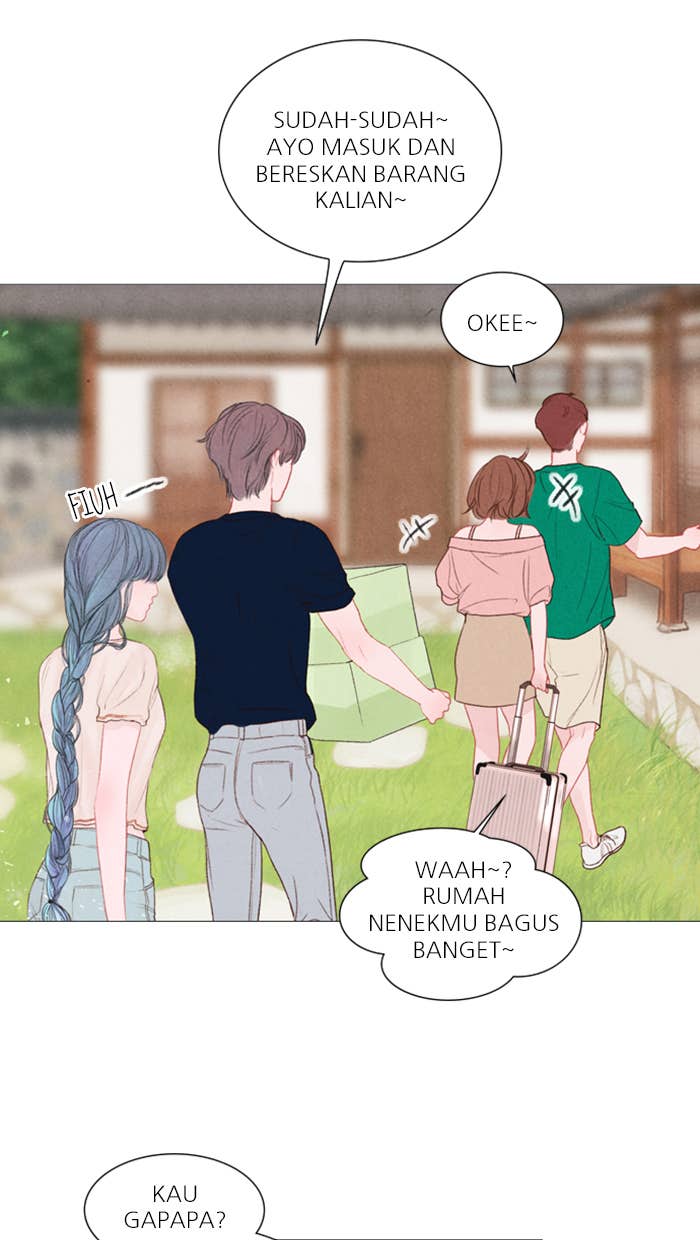 SUDAH-SUDAH~
AYO MASUK DAN
BERESKAN BARANG
KALIAN~
OKEE~
FIUH
WAAH~?
RUMAH
NENEKMU BAGUS
BANGET~
KAU
GAPAPA?